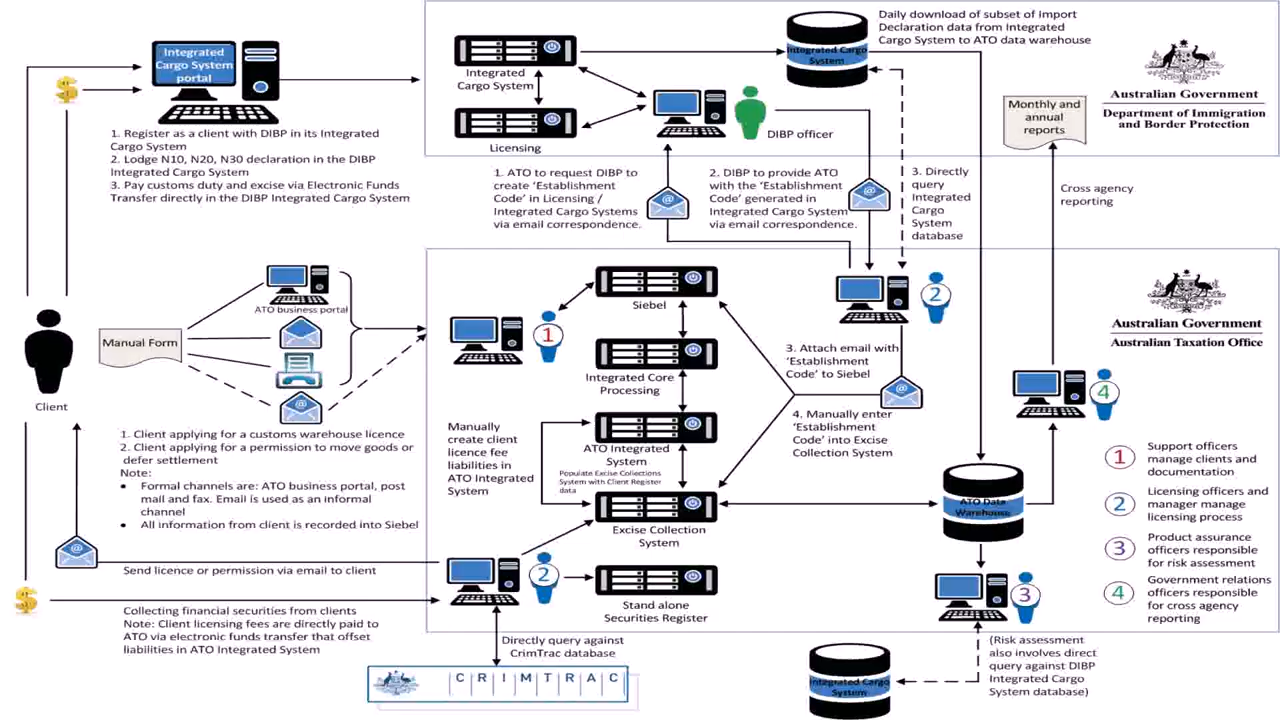 Daily download of subset of Import
Declaration data from Integrated
Cargo System to ATO data warehouse
Integrated
Cargo System
portal
Integrated
Cargo System
Licensing
Integrated Cargo
System
DIBP officer
Monthly and
annual
reports
Australian Government
Department of Immigration
and Border Protection
1. Register as a client with DIBP in its Integrated
Cargo System
2. Lodge N10, N20, N30 declaration in the DIBP
Integrated Cargo System
3. Pay customs duty and excise via Electronic Funds
Transfer directly in the DIBP Integrated Cargo System
1. ATO to request DIBP to
create ‘Establishment
Code’ in Licensing /
Integrated Cargo Systems
via email correspondence.
2. DIBP to provide ATO
with the ‘Establishment
Code’ generated in
Integrated Cargo System
via email correspondence.
3. Directly
query
Integrated
Cargo
System
database
Cross agency
reporting
Client
Manual Form
ATO business portal
1. Client applying for a customs warehouse licence
2. Client applying for a permission to move goods or
defer settlement
Note:
• Formal channels are: ATO business portal, post
mail and fax. Email is used as an informal
channel
• All information from client is recorded into Siebel
1
Siebel
Integrated Core
Processing
ATO Integrated
System
Populate Excise Collections
System with Client Register
data
Manually
create client
licence fee
liabilities in
ATO Integrated
System
Excise Collection
System
2
3. Attach email with
‘Establishment
Code’ to Siebel
4. Manually enter
‘Establishment
Code’ into Excise
Collection System
Australian Government
Australian Taxation Office
4
ATO Data
Warehouse
1 Support officers
manage clients and
documentation
2 Licensing officers and
manager manage
licensing process
3 Product assurance
officers responsible
for risk assessment
4 Government relations
officers responsible
for cross agency
reporting
Send licence or permission via email to client
2
Stand alone
Securities Register
3
Collecting financial securities from clients
Note: Client licensing fees are directly paid to
ATO via electronic funds transfer that offset
liabilities in ATO Integrated System
Directly query against
CrimTrac database
CRIMTRAC
Integrated Cargo
System
(Risk assessment
also involves direct
query against DIBP
Integrated Cargo
System database)